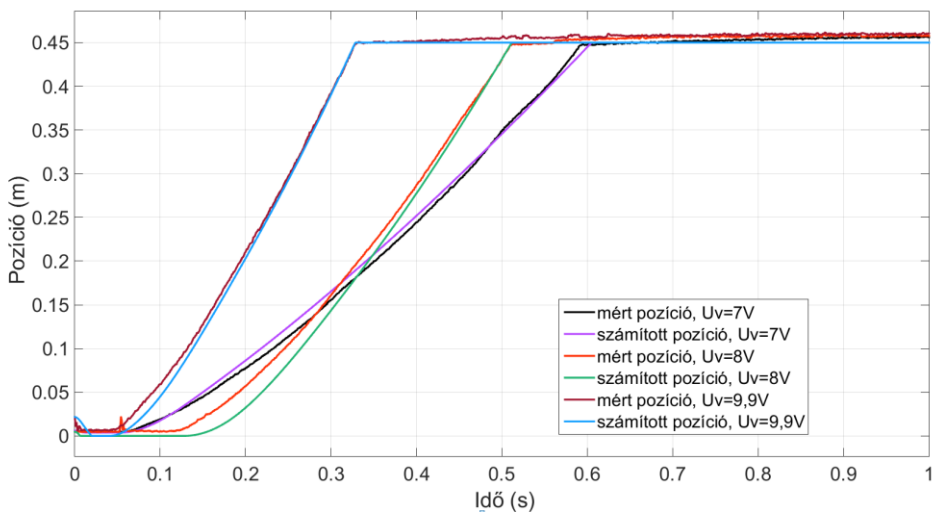 0.45
0.4
0.35
0.3
0.25
0.2
0.15
0.1
0.05
0
Pozíció (m)
mért pozíció, Uv=7V
számított pozíció, Uv=7V
mért pozíció, Uv=8V
számított pozíció, Uv=8V
mért pozíció, Uv=9,9V
számított pozíció, Uv=9,9V
0 0.1 0.2 0.3 0.4 0.5 0.6 0.7 0.8 0.9 1
Idő (s)